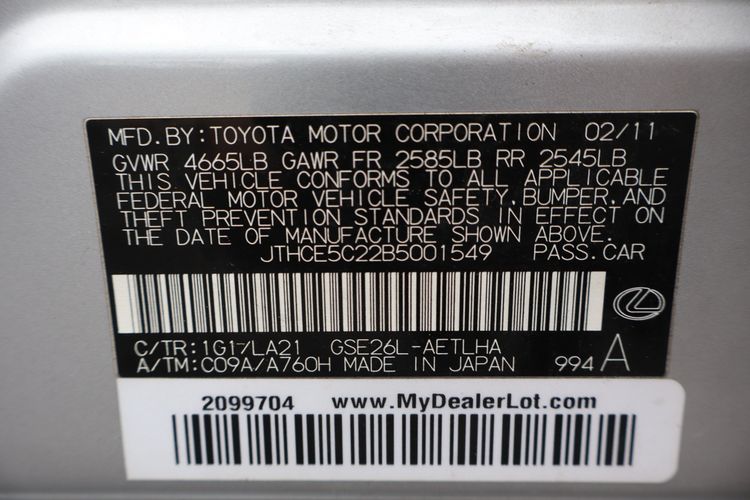 MFD. BY: TOYOTA MOTOR CORPORATION 02/11
GVWR 4665LB GAWR FR 2585LB RR 2545LB
THIS VEHICLE CONFORMS TO ALL APPLICABLE
FEDERAL MOTOR VEHICLE SAFETY, BUMPER, AND
THEFT PREVENTION STANDARDS IN EFFECT ON
THE DATE OF MANUFACTURE SHOWN ABOVE.
JTHCE5C22B5001549 PASS. CAR
C/TR: 1G1/LA21 GSE26L-AETLHA
A/TM: C09A/A760H MADE IN JAPAN 994 A
2099704 www.MyDealerLot.com